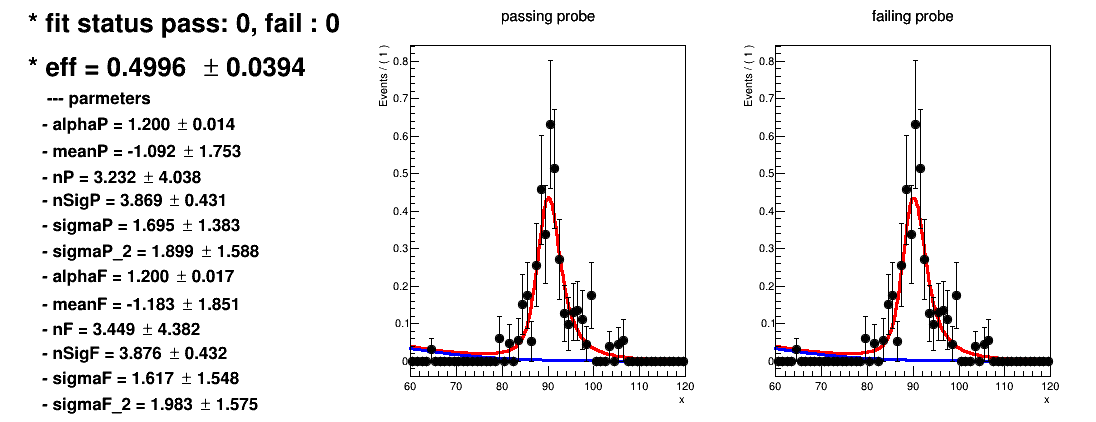 * fit status pass: 0, fail : 0
* eff = 0.4996 ± 0.0394
--- parmeters
- alphaP = 1.200 ± 0.014
- meanP = -1.092 ± 1.753
- nP = 3.232 ± 4.038
- nSigP = 3.869 ± 0.431
- sigmaP = 1.695 ± 1.383
- sigmaP_2 = 1.899 ± 1.588
- alphaF = 1.200 ± 0.017
- meanF = -1.183 ± 1.851
- nF = 3.449 ± 4.382
- nSigF = 3.876 ± 0.432
- sigmaF = 1.617 ± 1.548
- sigmaF_2 = 1.983 ± 1.575
passing probe
Events / ( 1 )
0.8
0.7
0.6
0.5
0.4
0.3
0.2
0.1
0
60 70 80 90 100 110 120
x
failing probe
Events / ( 1 )
0.8
0.7
0.6
0.5
0.4
0.3
0.2
0.1
0
60 70 80 90 100 110 120
x